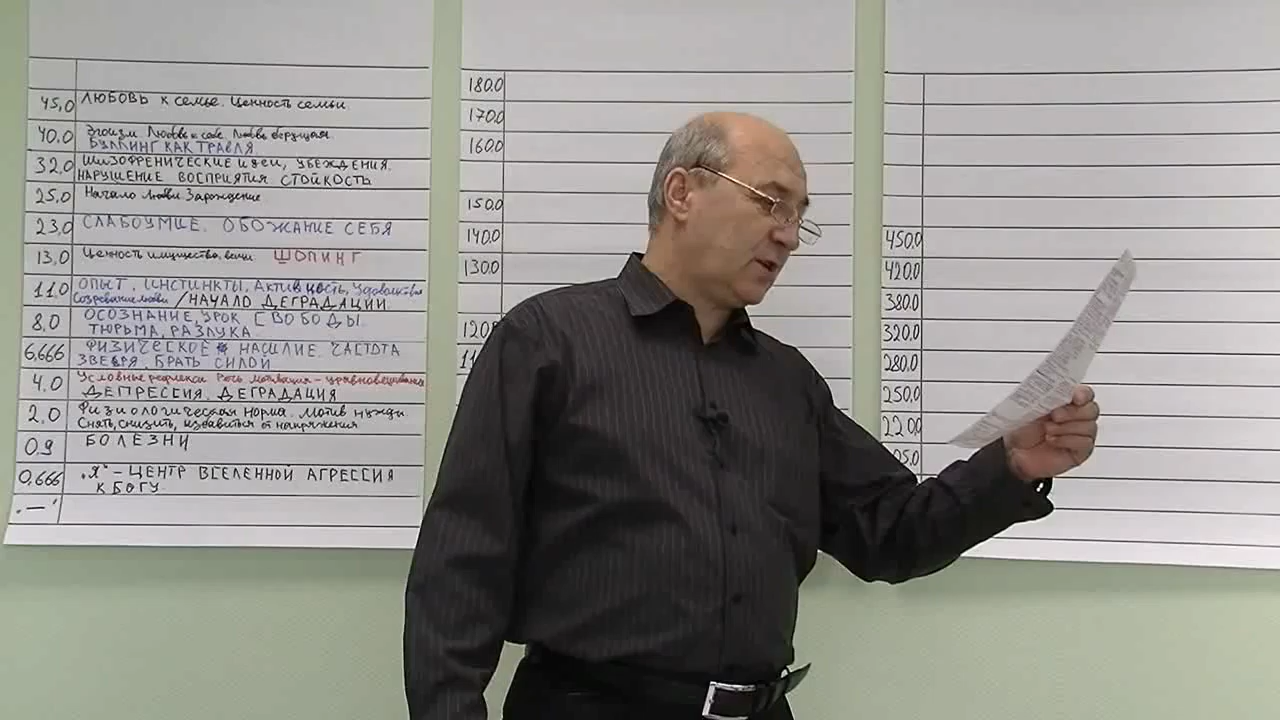 45,0 ЛЮБОВЬ К СЕМЬЕ. Ценность семьи.
40,0 Эгоизм. Любовь к себе. Любовь берущая.
БУЛЛИНГ КАК ТРАВЛЯ
32,0 ШИЗОФРЕНИЧЕСКИЕ ИДЕИ, УБЕЖДЕНИЯ.
НАРУШЕНИЕ ВОСПРИЯТИЯ. СТОЙКОСТЬ
25,0 Начало Любви. Зарождение
23,0 СЛАБОУМИЕ. ОБОЖАНИЕ СЕБЯ
13,0 Ценность имущества, вещи ШОПИНГ
11,0 ОПЫТ, ИНСТИНКТЫ, АКТИВНОСТЬ, Удовольствия
Созревание любви /НАЧАЛО ДЕГРАДАЦИИ
8,0 ОСОЗНАНИЕ, УРОК СВОБОДЫ.
ТЮРЬМА, РАЗЛУКА.
6,666 ФИЗИЧЕСКОЕ НАСИЛИЕ. ЧАСТОТА
ЗВЕРЯ, БРАТЬ СИЛОЙ
4,0 Условные рефлексы Речь мотивация - уравновешивание
ДЕПРЕССИЯ. ДЕГРАДАЦИЯ
2,0 Физиологическая норма. Мотив нужды.
Снять, снизить, избавиться от напряжения
0,9 БОЛЕЗНИ
0,666 "Я" - ЦЕНТР ВСЕЛЕННОЙ АГРЕССИЯ
К БОГУ.
180,0
170,0
160,0
150,0
140,0
130,0
120,
450,0
420,0
380,0
320,0
280,0
250,0
220,0